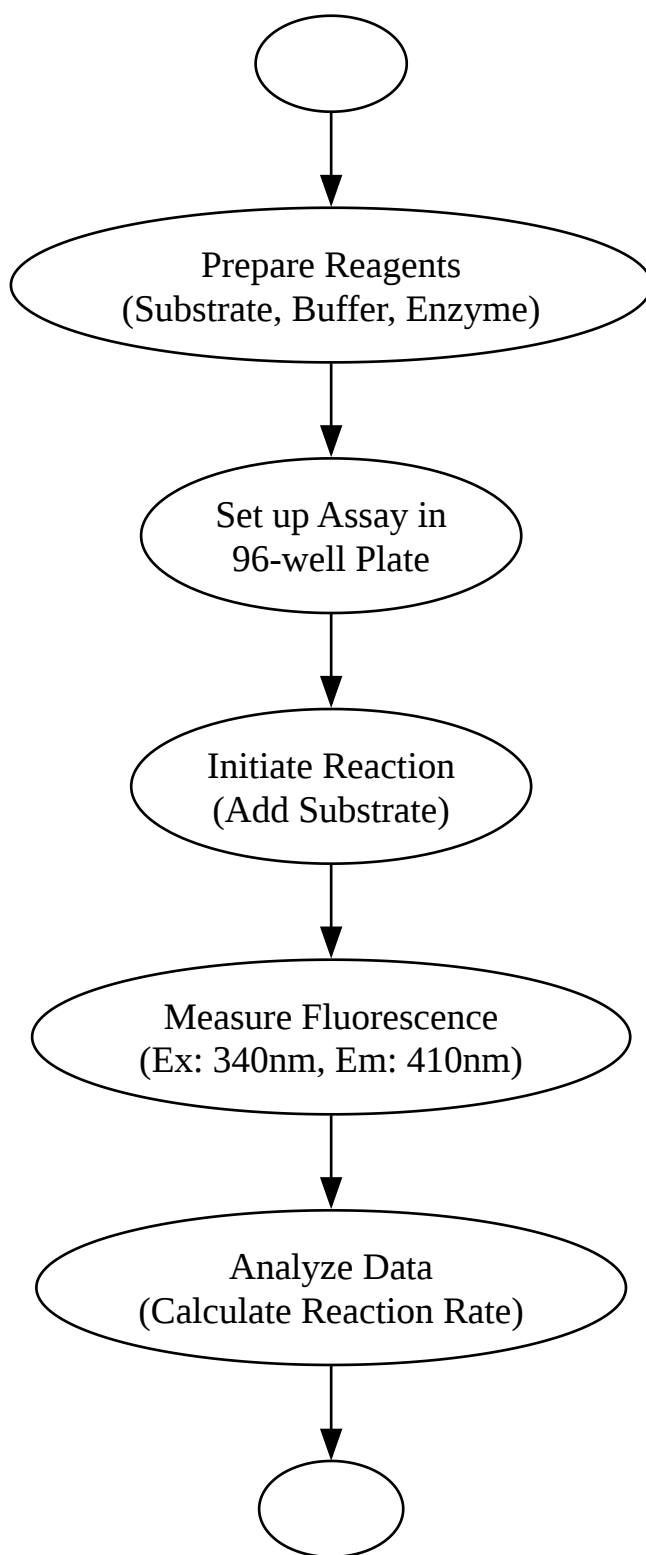 Prepare Reagents
(Substrate, Buffer, Enzyme)
Set up Assay in
96-well Plate
Initiate Reaction
(Add Substrate)
Measure Fluorescence
(Ex: 340nm, Em: 410nm)
Analyze Data
(Calculate Reaction Rate)